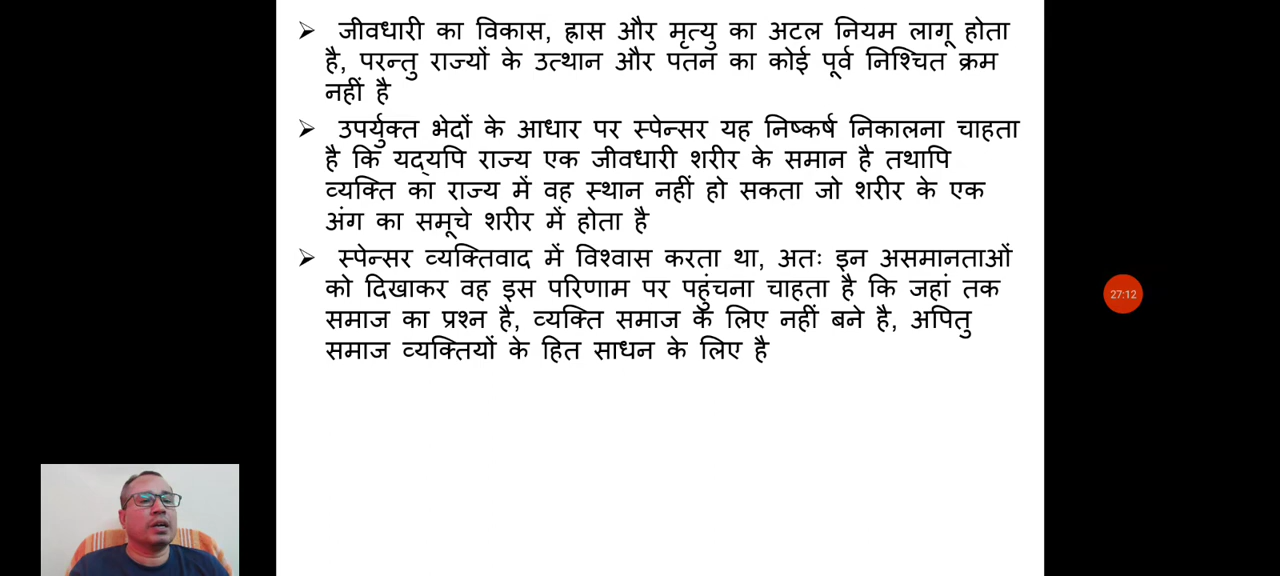 ➢ जीवधारी का विकास, ह्रास और मृत्यु का अटल नियम लागू होता
है, परन्तु राज्यों के उत्थान और पतन का कोई पूर्व निश्चित क्रम
नहीं है
➢ उपर्युक्त भेदों के आधार पर स्पेन्सर यह निष्कर्ष निकालना चाहता
है कि यद्यपि राज्य एक जीवधारी शरीर के समान है तथापि
व्यक्ति का राज्य में वह स्थान नहीं हो सकता जो शरीर के एक
अंग का समूचे शरीर में होता है
➢ स्पेन्सर व्यक्तिवाद में विश्वास करता था, अतः इन असमानताओं
को दिखाकर वह इस परिणाम पर पहुंचना चाहता है कि जहां तक
समाज का प्रश्न है, व्यक्ति समाज के लिए नहीं बने है, अपितु
समाज व्यक्तियों के हित साधन के लिए है
27:12